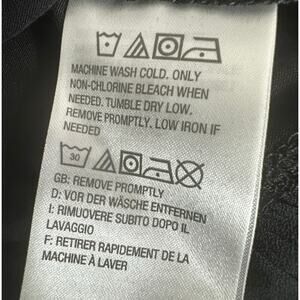 MACHINE WASH COLD. ONLY
NON-CHLORINE BLEACH WHEN
NEEDED. TUMBLE DRY LOW.
REMOVE PROMPTLY. LOW IRON IF
NEEDED
30
GB: REMOVE PROMPTLY
D: VOR DER WÄSCHE ENTFERNEN
I: RIMUOVERE SUBITO DOPO IL
LAVAGGIO
F: RETIRER RAPIDEMENT DE LA
MACHINE À LAVER